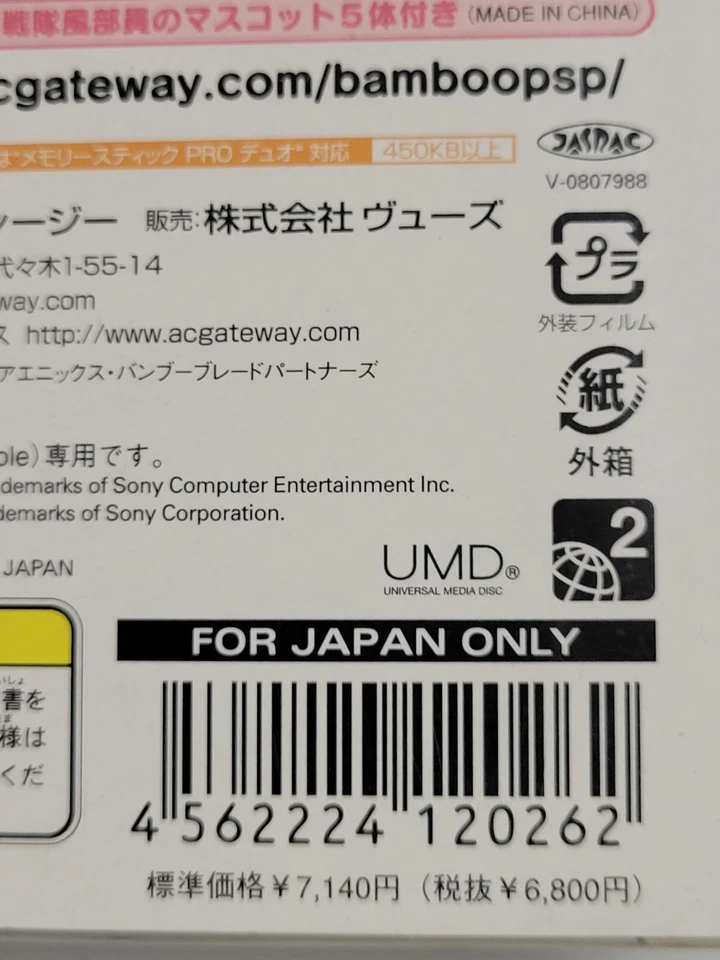 戦隊風部員のマスコット5体付き (MADE IN CHINA)
cgateway.com/bamboopsp/
は"メモリースティック PRO デュオ" 対応 450KB以上
JASRAC
V-0807988
ージー 販売:株式会社 ヴューズ
プラ
代々木1-55-14
外装フィルム
way.com
ス http://www.acgateway.com
アエニックス・バンブーブレードパートナーズ
紙
外箱
ble)専用です。
demarks of Sony Computer Entertainment Inc.
demarks of Sony Corporation.
2
JAPAN
UMD®
UNIVERSAL MEDIA DISC
FOR JAPAN ONLY
いしょ
書を
ま
様は
くだ
4 562224 120262
標準価格¥7,140円(税抜¥6,800円)